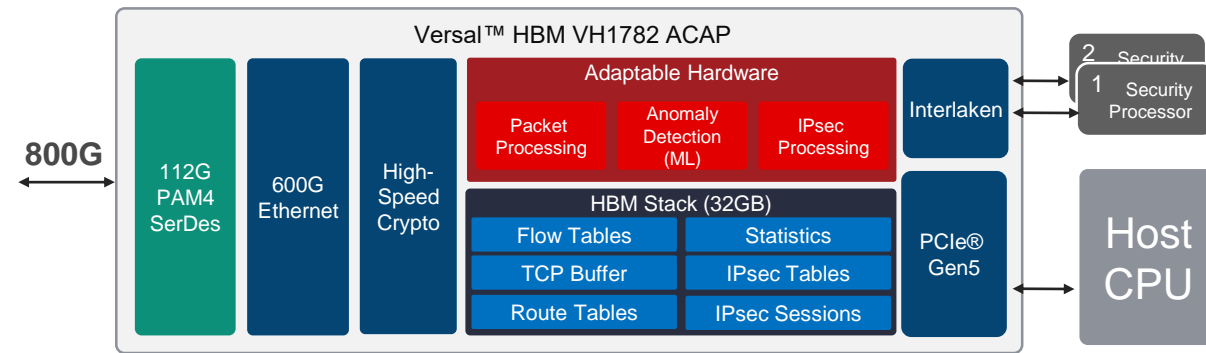 Versal™ HBM VH1782 ACAP
800G
112G
PAM4
SerDes
600G
Ethernet
High-
Speed
Crypto
Adaptable Hardware
Packet
Processing
Anomaly
Detection
(ML)
IPsec
Processing
HBM Stack (32GB)
Flow Tables
Statistics
TCP Buffer
IPsec Tables
Route Tables
IPsec Sessions
Interlaken
PCIe®
Gen5
2
Security
1
Security
Processor
Host
CPU